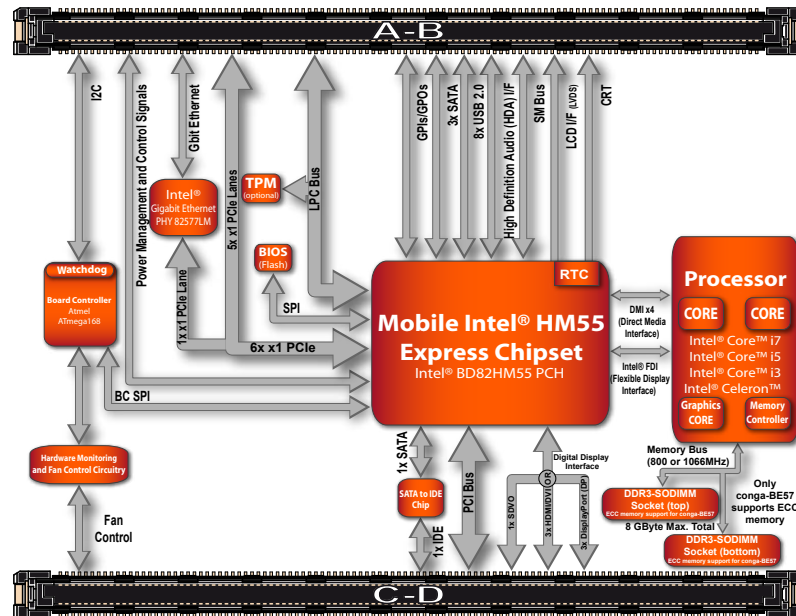 A-B
I2C
Power Management and Control Signals
Gbit Ethernet
5x x1 PCIe Lanes
LPC Bus
GPIs/GPOs
3x SATA
8x USB 2.0
High Definition Audio (HDA) I/F
SM Bus
LCD I/F (LVDS)
CRT
Intel®
Gigabit Ethernet
PHY 82577LM
TPM
(optional)
BIOS
(Flash)
SPI
Watchdog
Board Controller
Atmel
ATmega168
1x x1 PCIe Lane
6x x1 PCIe
BC SPI
RTC
Mobile Intel® HM55
Express Chipset
Intel® BD82HM55 PCH
DMI x4
(Direct Media
Interface)
Intel® FDI
(Flexible Display
Interface)
Processor
CORE
CORE
Intel® Core™ i7
Intel® Core™ i5
Intel® Core™ i3
Intel® Celeron™
Graphics
CORE
Memory
Controller
Hardware Monitoring
and Fan Control Circuitry
Fan
Control
1x SATA
SATA to IDE
Chip
1x IDE
PCI Bus
Digital Display
Interface
OR
1x SDVO
3x HDMI/DVI
3x DisplayPort (DP)
Memory Bus
(800 or 1066MHz)
Only
conga-BE57
supports ECC
memory
DDR3-SODIMM
Socket (top)
ECC memory support for conga-BE57
8 GByte Max. Total
DDR3-SODIMM
Socket (bottom)
ECC memory support for conga-BE57
C-D